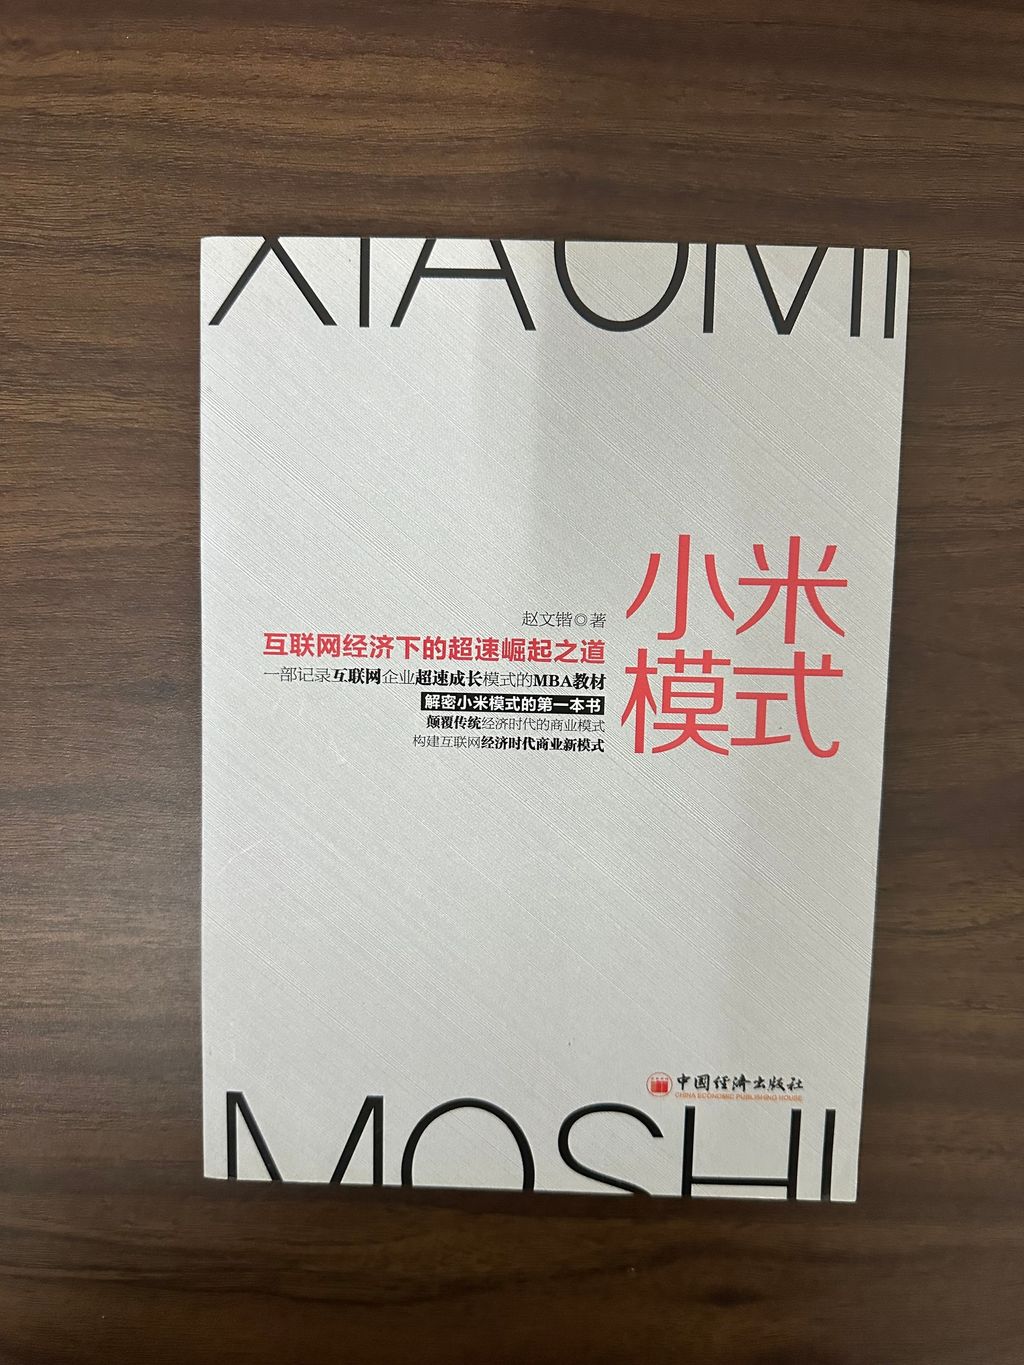 XIAOMI
小米
模式
赵文锴◎著
互联网经济下的超速崛起之道
一部记录互联网企业超速成长模式的MBA教材
解密小米模式的第一本书
颠覆传统经济时代的商业模式
构建互联网经济时代商业新模式
中国经济出版社
CHINA ECONOMIC PUBLISHING HOUSE
MOSHI